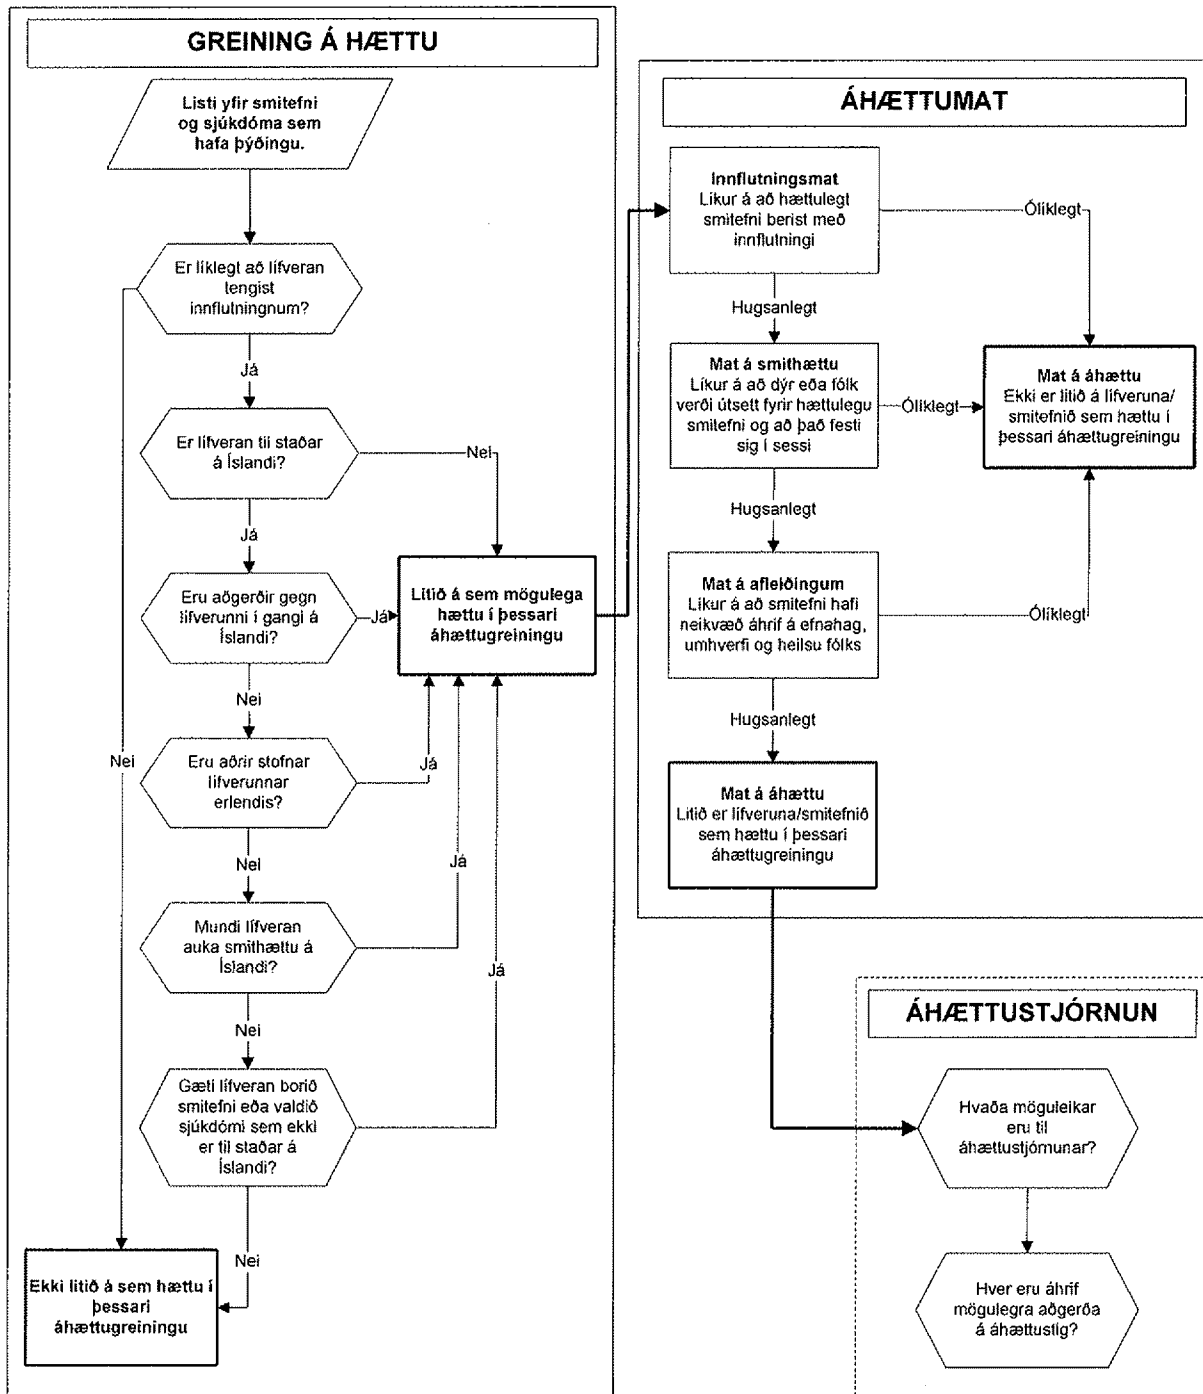 GREINING Á HÆTTU
Listi yfir smitefni
og sjúkdóma sem
hafa þýðingu.
Er líklegt að lífveran
tengist
innflutningnum?
Já
Er lífveran til staðar
á Íslandi?
Nei
Já
Eru aðgerðir gegn
lífverunni í gangi á
Íslandi?
Já
Litið á sem mögulega
hættu í þessari
áhættugreiningu
Nei
Nei
Eru aðrir stofnar
lífverunnar
erlendis?
Já
Nei
Já
Mundi lífveran
auka smithættu á
Íslandi?
Já
Nei
Gæti lífveran borið
smitefni eða valdið
sjúkdómi sem ekki
er til staðar á
Íslandi?
Nei
Ekki litið á sem hættu í
þessari
áhættugreiningu
ÁHÆTTUMAT
Innflutningsmat
Líkur á að hættulegt
smitefni berist með
innflutningi
Ólíklegt
Hugsanlegt
Mat á smithættu
Líkur á að dýr eða fólk
verði útsett fyrir hættulegu
smitefni og að það festi
sig í sessi
Ólíklegt
Mat á áhættu
Ekki er litið á lífveruna/
smitefnið sem hættu í
þessari áhættugreiningu
Hugsanlegt
Mat á afleiðingum
Líkur á að smitefni hafi
neikvæð áhrif á efnahag,
umhverfi og heilsu fólks
Ólíklegt
Hugsanlegt
Mat á áhættu
Litið er lífveruna/smitefnið
sem hættu í þessari
áhættugreiningu
ÁHÆTTUSTJÓRNUN
Hvaða möguleikar
eru til
áhættustjórnunar?
Hver eru áhrif
mögulegra aðgerða
á áhættustig?